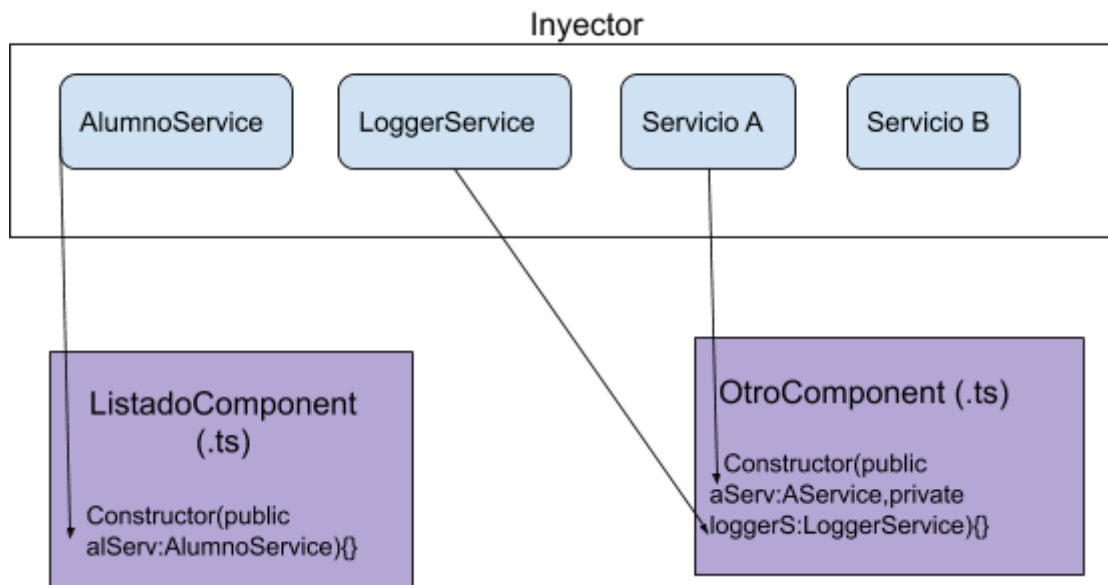 Inyector
AlumnoService
LoggerService
Servicio A
Servicio B
ListadoComponent
(.ts)
Constructor(public
alServ:AlumnoService){}
OtroComponent (.ts)
Constructor(public
aServ:AService,private
loggerS:LoggerService){}